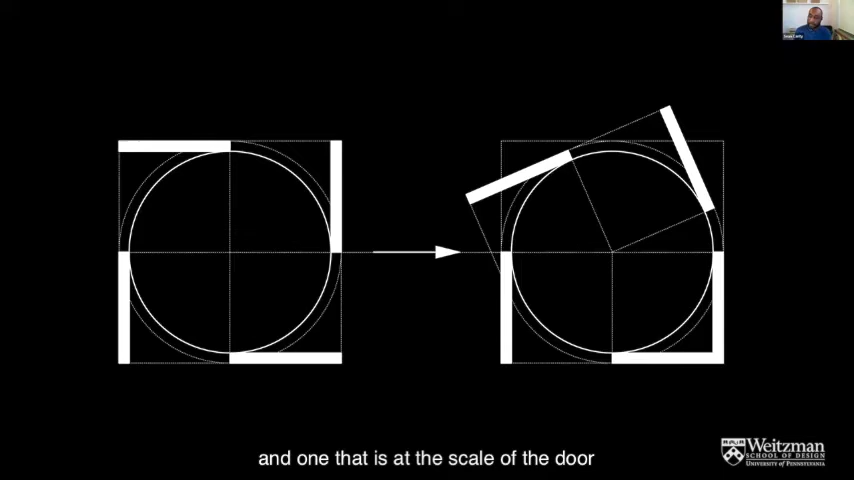 and one that is at the scale of the door
Weitzman
SCHOOL OF DESIGN
UNIVERSITY OF PENNSYLVANIA